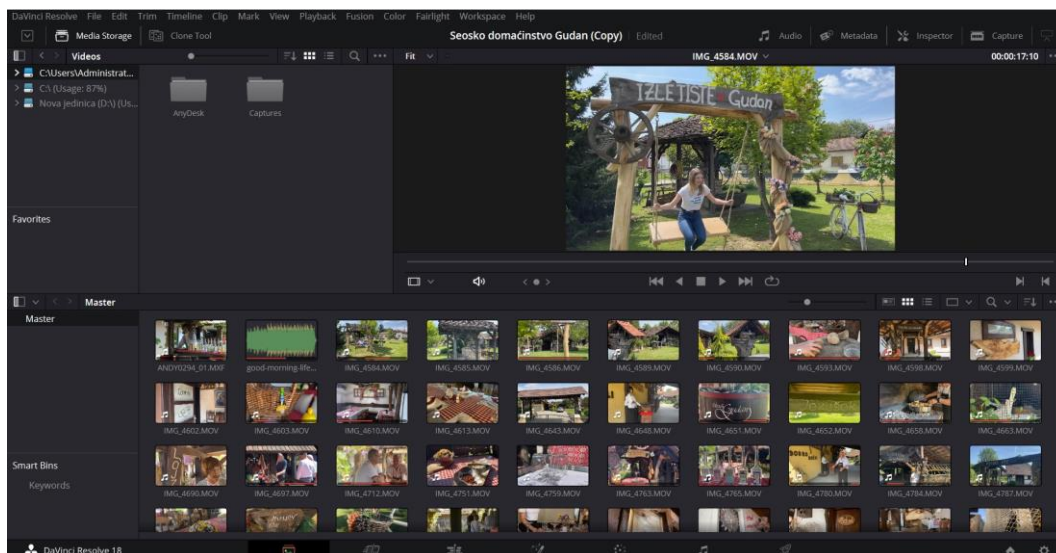 DaVinci Resolve File Edit Trim Timeline Clip Mark View Playback Fusion Color Fairlight Workspace Help
Media Storage Clone Tool Seosko domaćinstvo Gudan (Copy) Edited Audio Metadata Inspector Capture
Videos Fit IMG_4584.MOV 00:00:17:10
C:\Users\Administrat...
C:\ (Usage: 87%)
Nova jedinica (D:\) (Us...
AnyDesk Captures
IZLETIŠTE Gudan
Favorites
Master
Master
ANDY0294_01.MXF good-morning-life... IMG_4584.MOV IMG_4585.MOV IMG_4586.MOV IMG_4589.MOV IMG_4590.MOV IMG_4593.MOV IMG_4598.MOV IMG_4599.MOV
Gudan
IMG_4602.MOV IMG_4603.MOV IMG_4610.MOV IMG_4613.MOV IMG_4643.MOV IMG_4648.MOV IMG_4651.MOV IMG_4652.MOV IMG_4658.MOV IMG_4663.MOV
Smart Bins
Keywords
IMG_4690.MOV IMG_4697.MOV IMG_4712.MOV IMG_4751.MOV IMG_4759.MOV IMG_4763.MOV IMG_4765.MOV IMG_4780.MOV IMG_4784.MOV IMG_4787.MOV
DaVinci Resolve 18